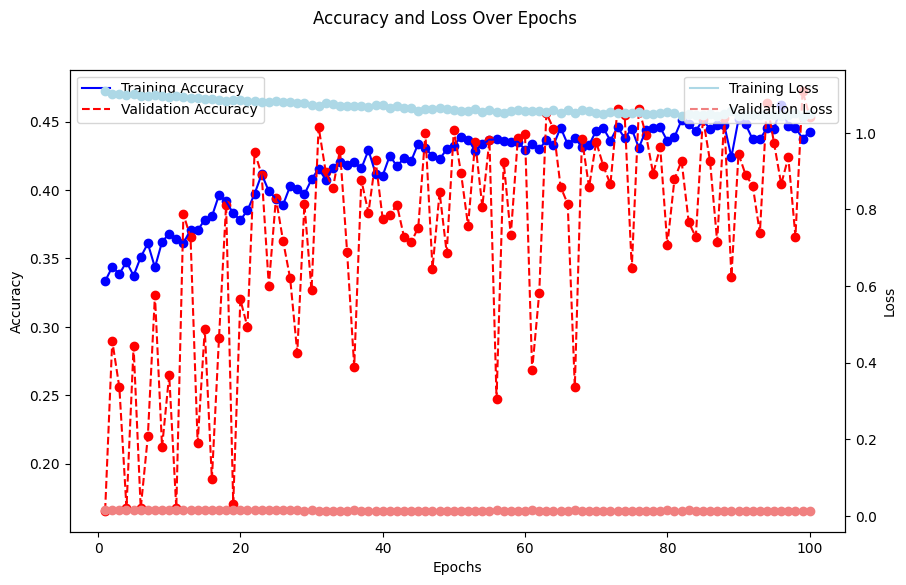 Accuracy and Loss Over Epochs
Training Accuracy
Validation Accuracy
Training Loss
Validation Loss
0.45
0.40
0.35
0.30
0.25
0.20
Accuracy
1.0
0.8
0.6
0.4
0.2
0.0
Loss
0 20 40 60 80 100
Epochs